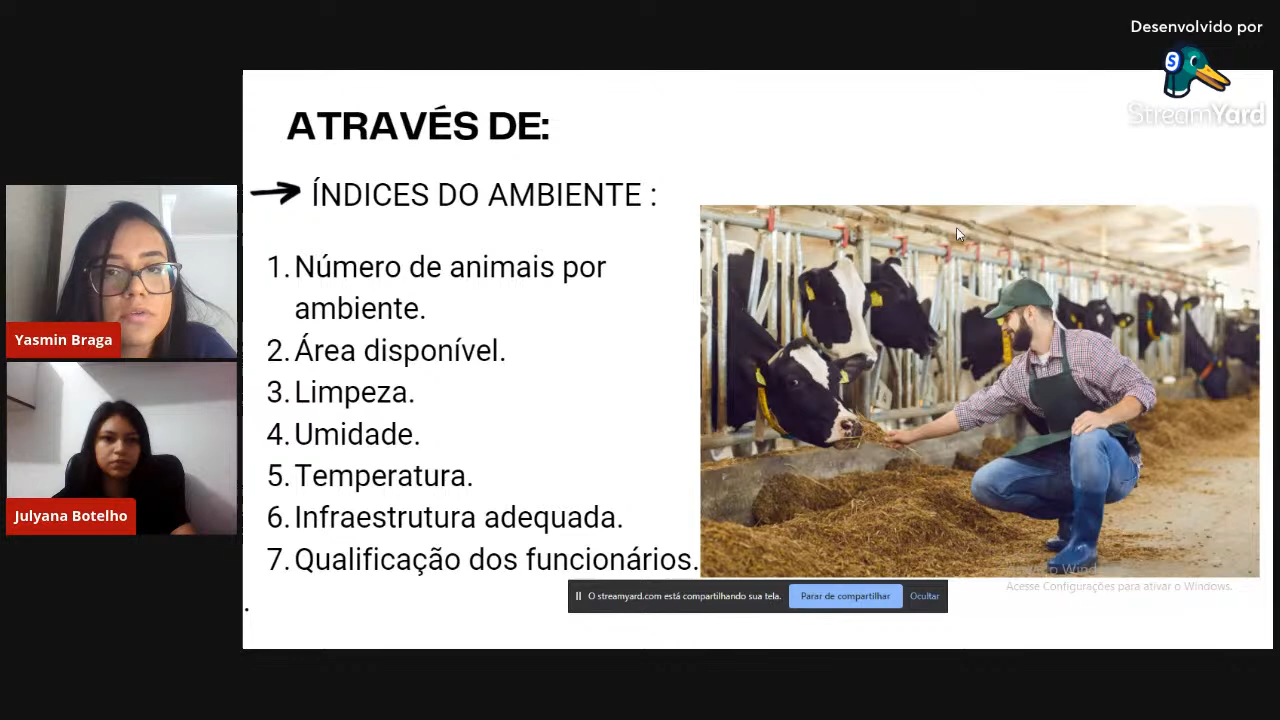 Desenvolvido por
StreamYard
ATRAVÉS DE:
ÍNDICES DO AMBIENTE :
1. Número de animais por
ambiente.
2. Área disponível.
3. Limpeza.
4. Umidade.
5. Temperatura.
6. Infraestrutura adequada.
7. Qualificação dos funcionários.
.
Yasmin Braga
Julyana Botelho
Acesse Configurações para ativar o Windows.
O streamyard.com está compartilhando sua tela.
Parar de compartilhar
Ocultar